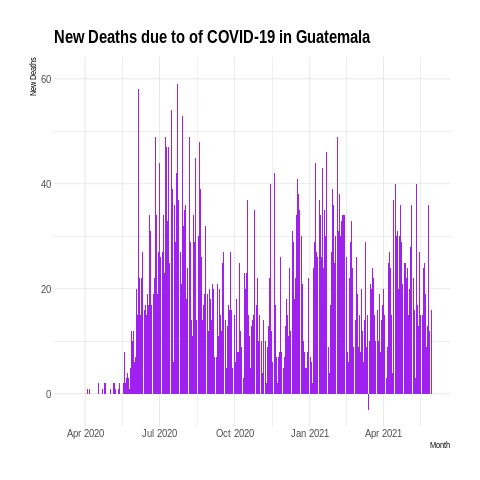 New Deaths due to of COVID-19 in Guatemala
New Deaths
60
40
20
0
Apr 2020
Jul 2020
Oct 2020
Jan 2021
Apr 2021
Month